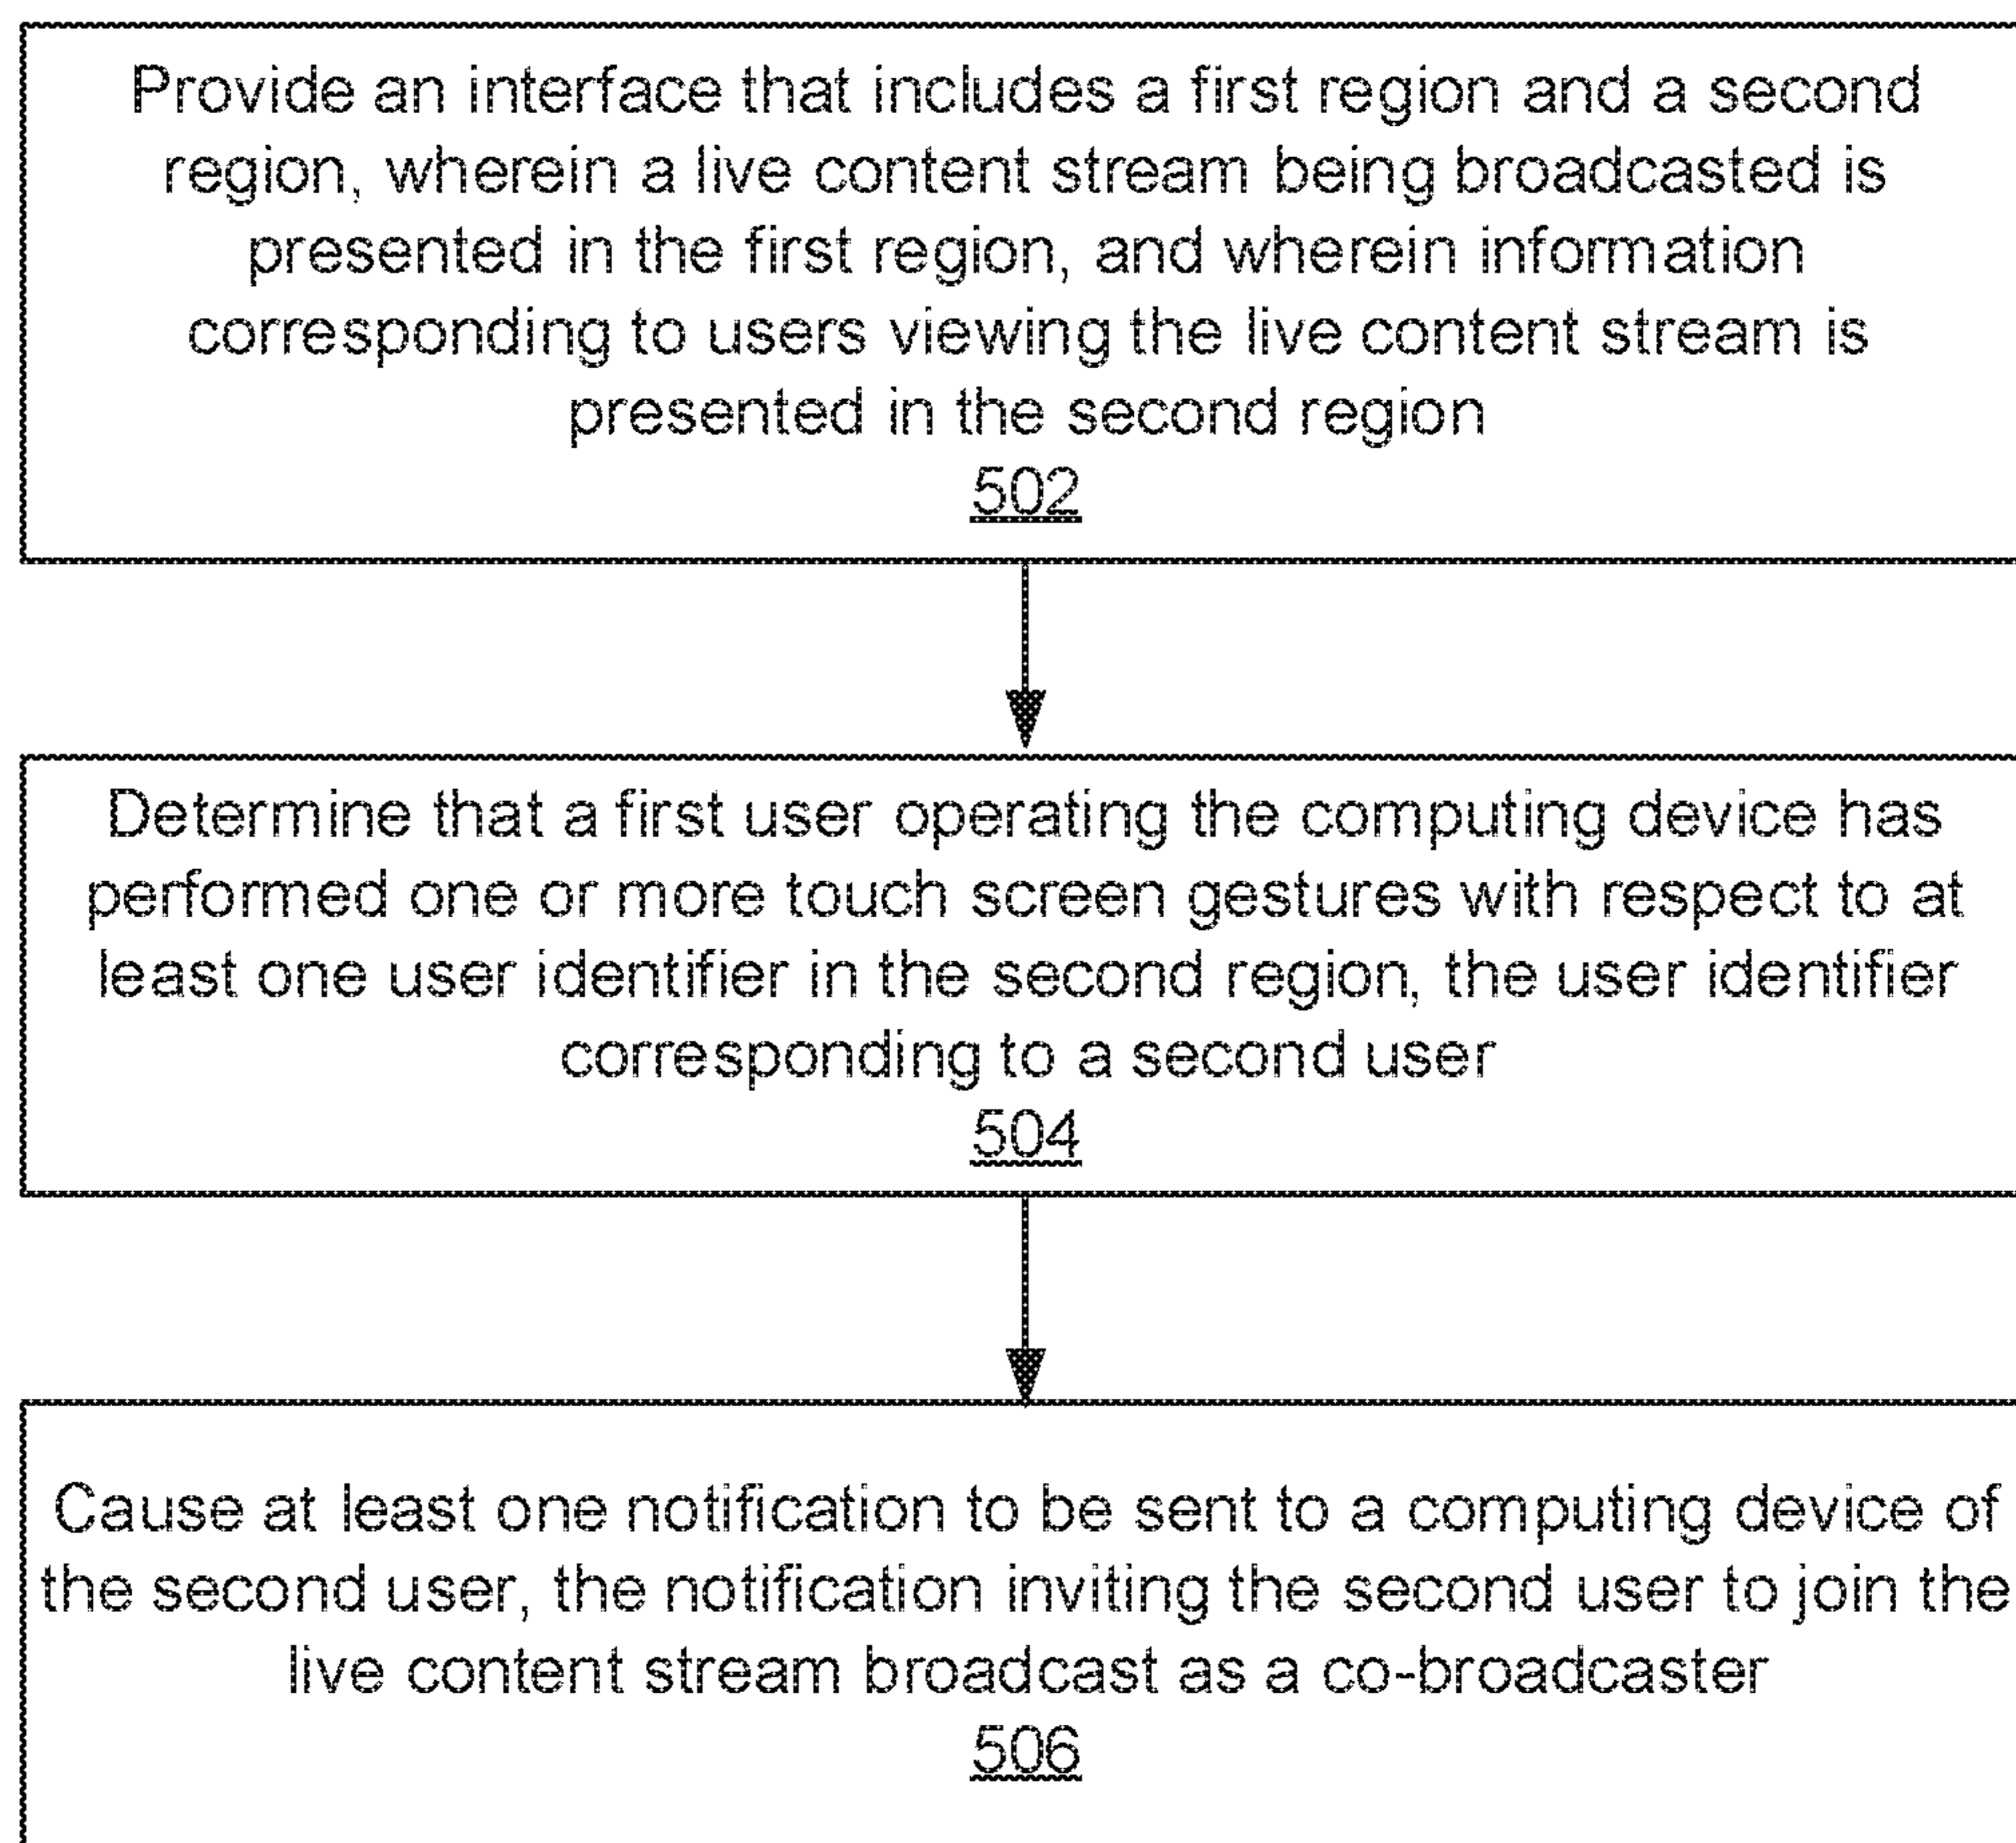 Provide an interface that includes a first region and a second
region, wherein a live content stream being broadcasted is
presented in the first region, and wherein information
corresponding to users viewing the live content stream is
presented in the second region
502
Determine that a first user operating the computing device has
performed one or more touch screen gestures with respect to at
least one user identifier in the second region, the user identifier
corresponding to a second user
504
Cause at least one notification to be sent to a computing device of
the second user, the notification inviting the second user to join the
live content stream broadcast as a co-broadcaster
506